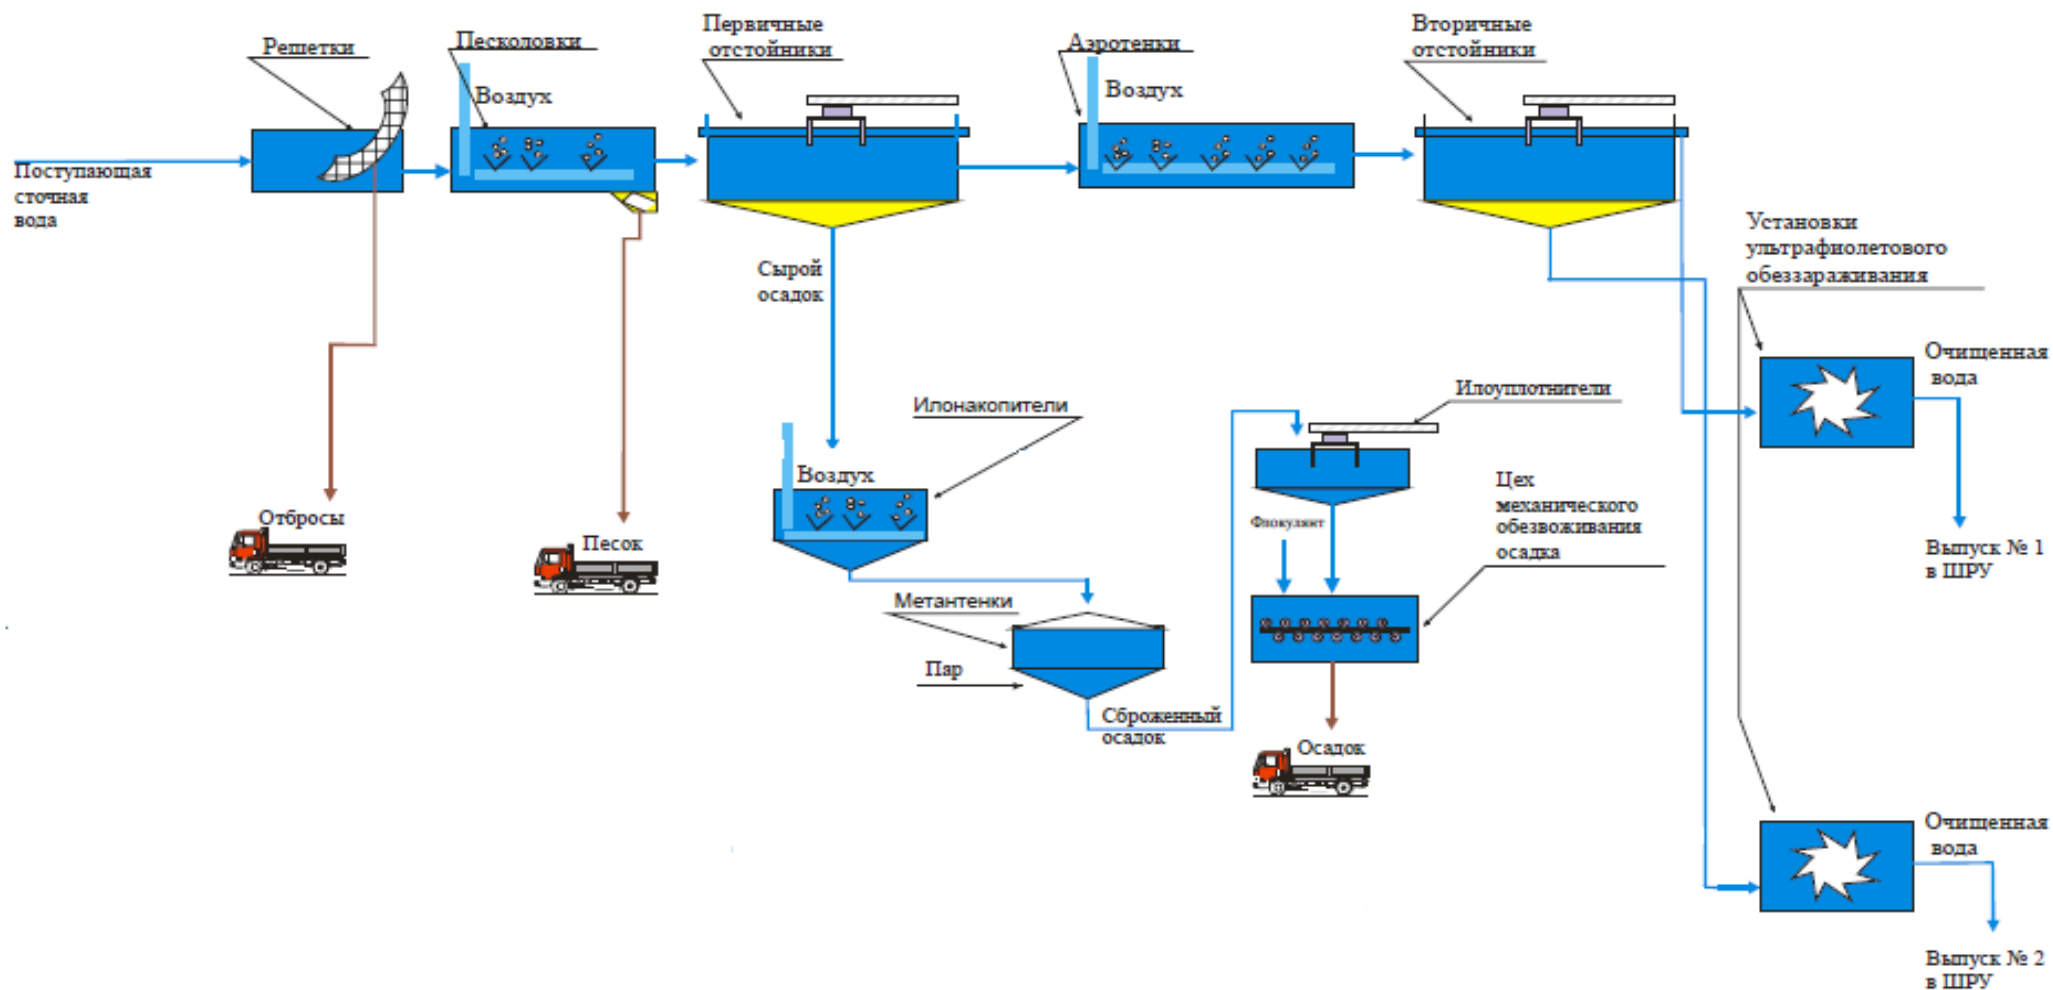 Решетки
Песколовки
Воздух
Первичные
отстойники
Аэротенки
Воздух
Вторичные
отстойники
Поступающая
сточная
вода
Сырой
осадок
Установки
ультрафиолетового
обеззараживания
Очищенная
вода
Выпуск № 1
в ШРУ
Илонакопители
Воздух
Илоуплотнители
Цех
механического
обезвоживания
осадка
Флокулянт
Отбросы
Песок
Метантенки
Пар
Сброженный
осадок
Осадок
Очищенная
вода
Выпуск № 2
в ШРУ